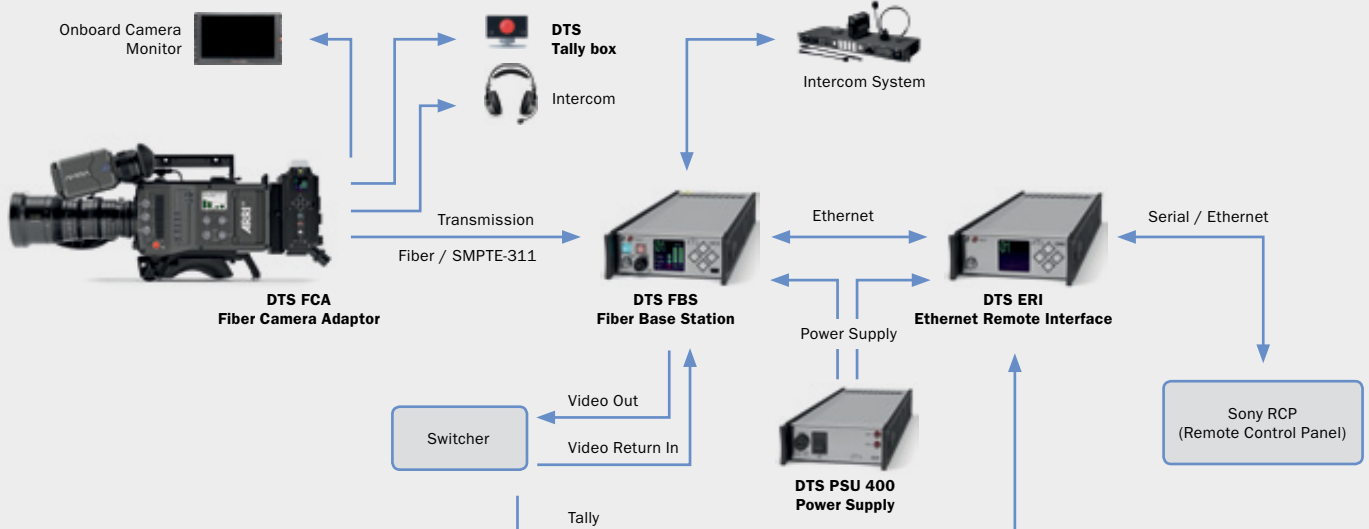 Onboard Camera
Monitor
DTS
Tally box
Intercom
Intercom System
AMIRA
ARRI
Transmission
Fiber / SMPTE-311
Ethernet
Serial / Ethernet
DTS FCA
Fiber Camera Adaptor
DTS FBS
Fiber Base Station
DTS ERI
Ethernet Remote Interface
Power Supply
Video Out
Switcher
Video Return In
Sony RCP
(Remote Control Panel)
DTS PSU 400
Power Supply
Tally